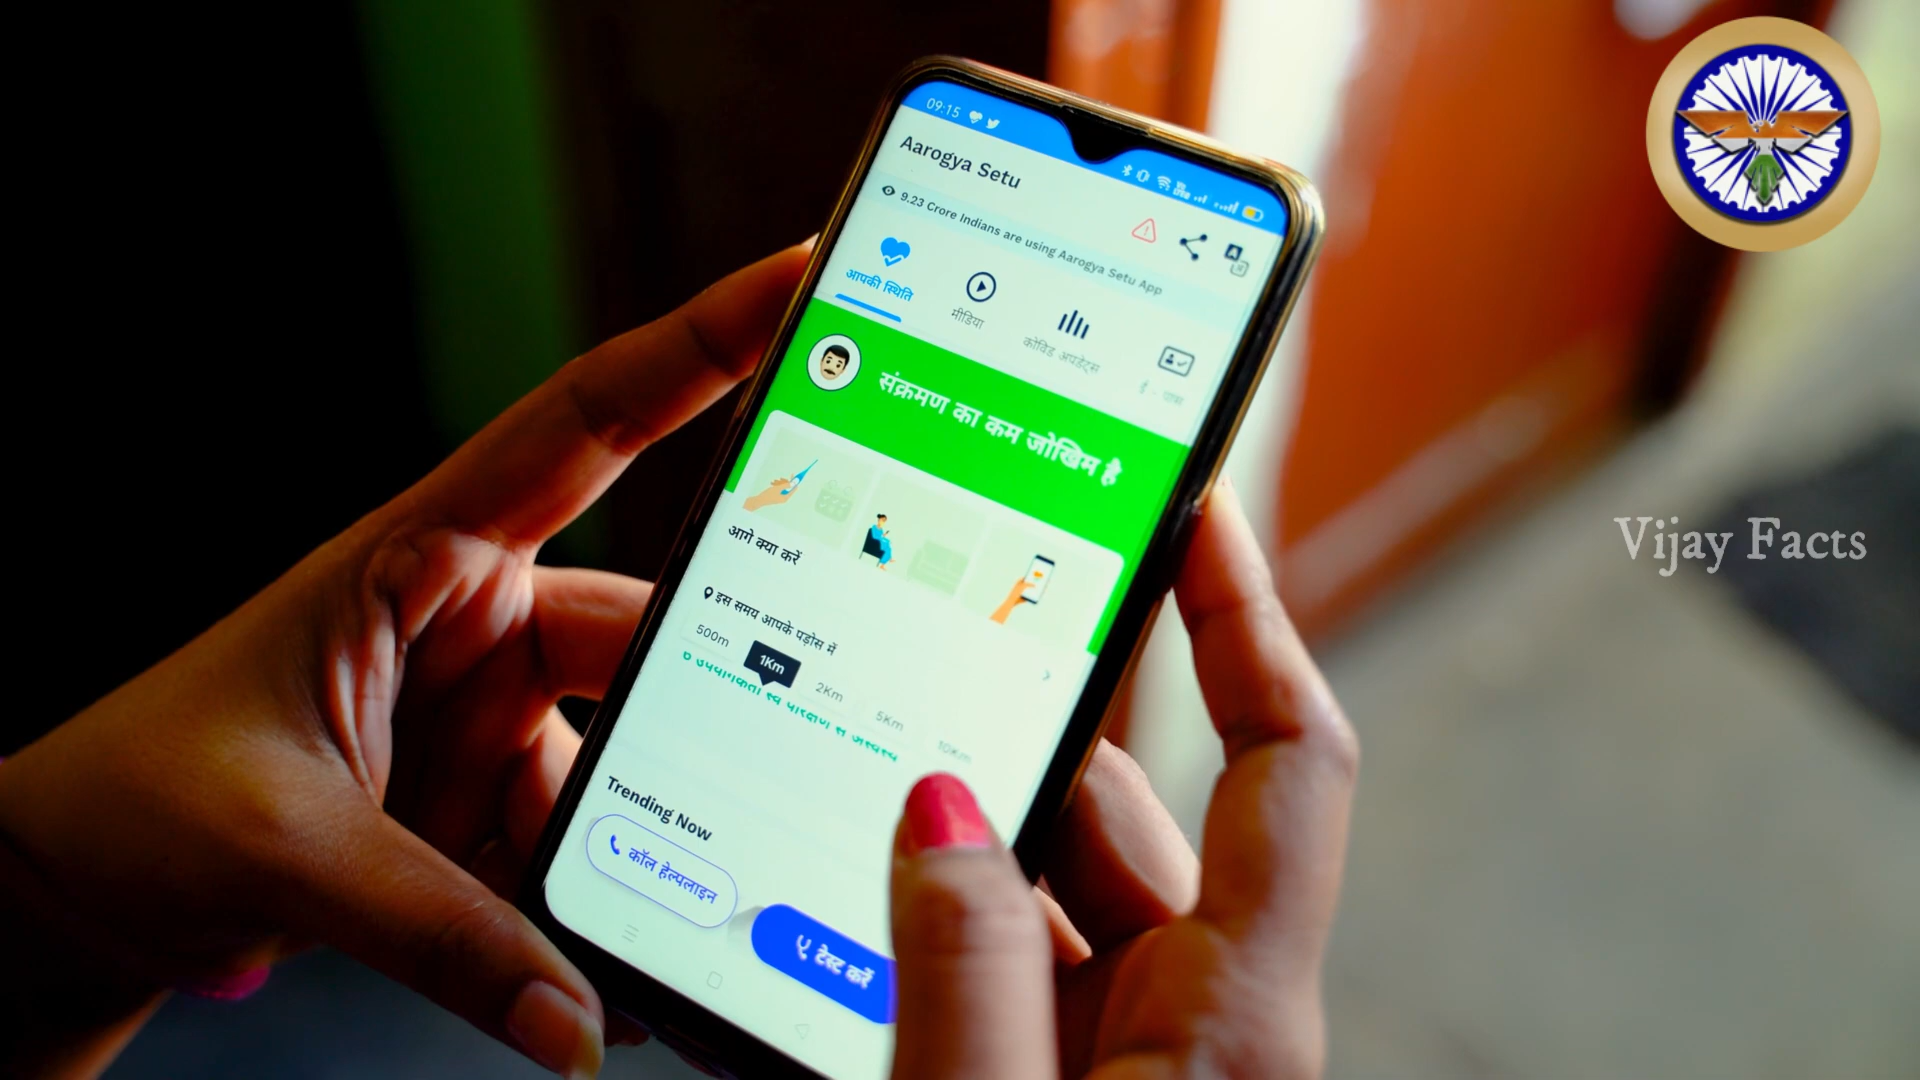 09:15
Aarogya Setu
9.23 Crore Indians are using Aarogya Setu App
आपकी स्थिति
मीडिया
कोविड अपडेट्स
ई - पास
संक्रमण का कम जोखिम है
आगे क्या करें
इस समय आपके पड़ोस में
500m
1Km
2Km
5Km
10Km
Trending Now
कॉल हेल्पलाइन
टेस्ट करें
Vijay Facts